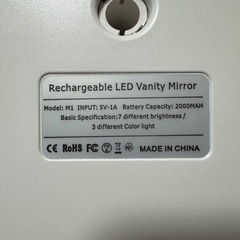 Rechargeable LED Vanity Mirror
Model: M1 INPUT: 5V-1A Battery Capacity: 2000MAH
Basic Specification:7 different brightness /
3 different Color light
CE RoHS FC MADE IN CHINA